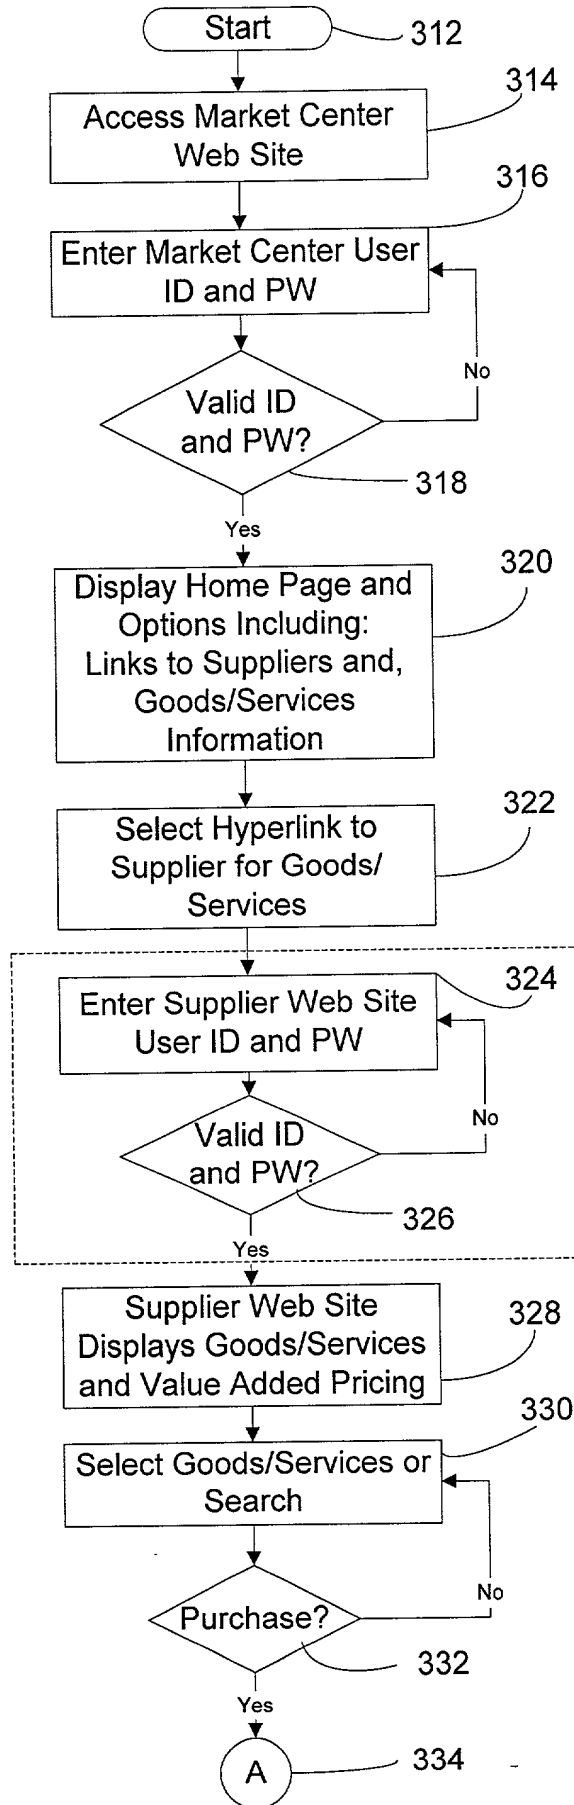 Start
312
Access Market Center
Web Site
314
Enter Market Center User
ID and PW
316
Valid ID
and PW?
No
318
Yes
Display Home Page and
Options Including:
Links to Suppliers and,
Goods/Services
Information
320
Select Hyperlink to
Supplier for Goods/
Services
322
Enter Supplier Web Site
User ID and PW
324
Valid ID
and PW?
No
326
Yes
Supplier Web Site
Displays Goods/Services
and Value Added Pricing
328
Select Goods/Services or
Search
330
Purchase?
No
332
Yes
A
334